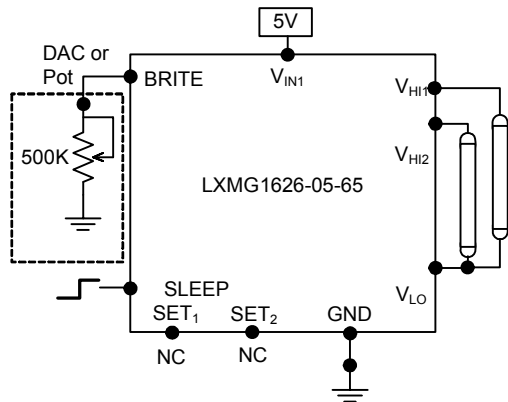 5V
DAC or
Pot
BRITE
V_IN1
V_HI1
500K
V_HI2
LXMG1626-05-65
SLEEP
V_LO
SET_1
SET_2
GND
NC
NC